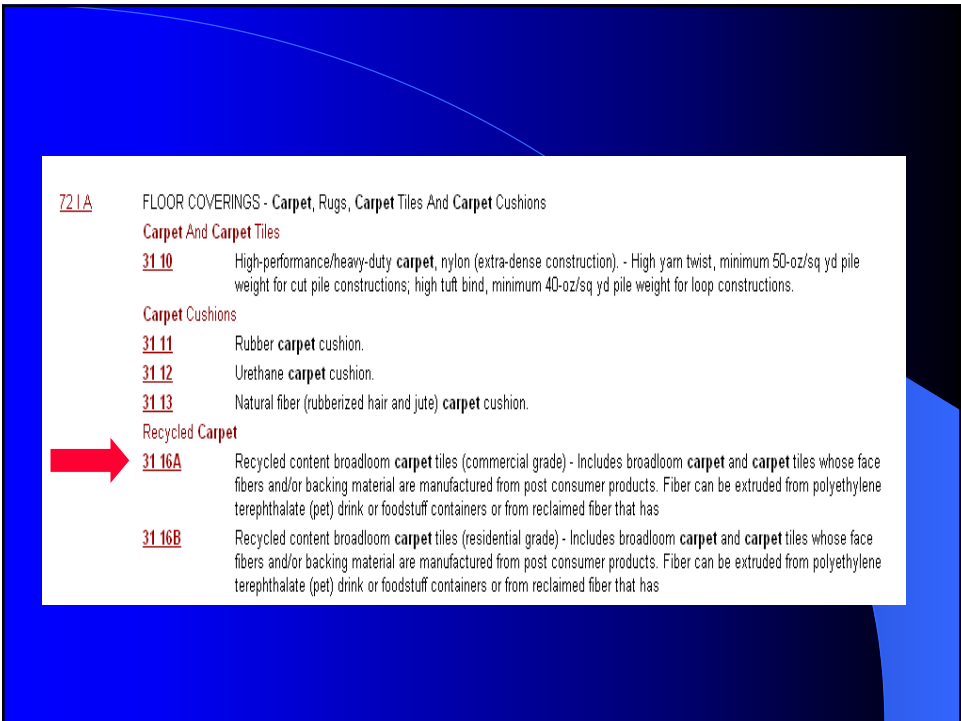 72 I A FLOOR COVERINGS - Carpet, Rugs, Carpet Tiles And Carpet Cushions
Carpet And Carpet Tiles
31 10 High-performance/heavy-duty carpet, nylon (extra-dense construction). - High yarn twist, minimum 50-oz/sq yd pile
weight for cut pile constructions; high tuft bind, minimum 40-oz/sq yd pile weight for loop constructions.
Carpet Cushions
31 11 Rubber carpet cushion.
31 12 Urethane carpet cushion.
31 13 Natural fiber (rubberized hair and jute) carpet cushion.
Recycled Carpet
31 16A Recycled content broadloom carpet tiles (commercial grade) - Includes broadloom carpet and carpet tiles whose face
fibers and/or backing material are manufactured from post consumer products. Fiber can be extruded from polyethylene
terephthalate (pet) drink or foodstuff containers or from reclaimed fiber that has
31 16B Recycled content broadloom carpet tiles (residential grade) - Includes broadloom carpet and carpet tiles whose face
fibers and/or backing material are manufactured from post consumer products. Fiber can be extruded from polyethylene
terephthalate (pet) drink or foodstuff containers or from reclaimed fiber that has